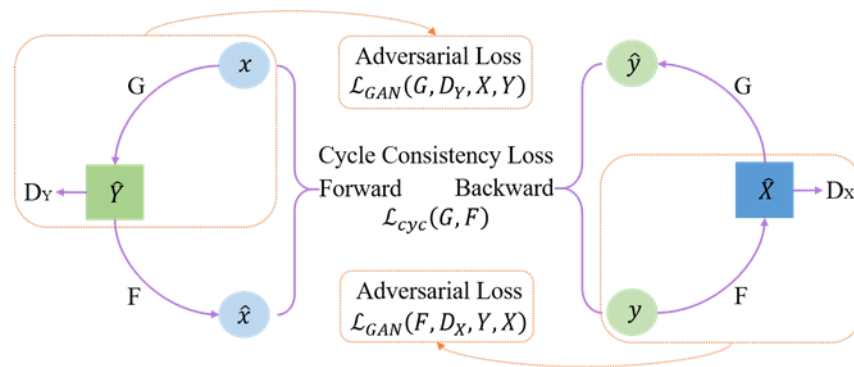 x
G
Ŷ
D_Y
F
x̂
Adversarial Loss
ℒ_GAN(G, D_Y, X, Y)
Cycle Consistency Loss
Forward Backward
ℒ_cyc(G, F)
Adversarial Loss
ℒ_GAN(F, D_X, Y, X)
ŷ
G
X̂
D_X
F
y